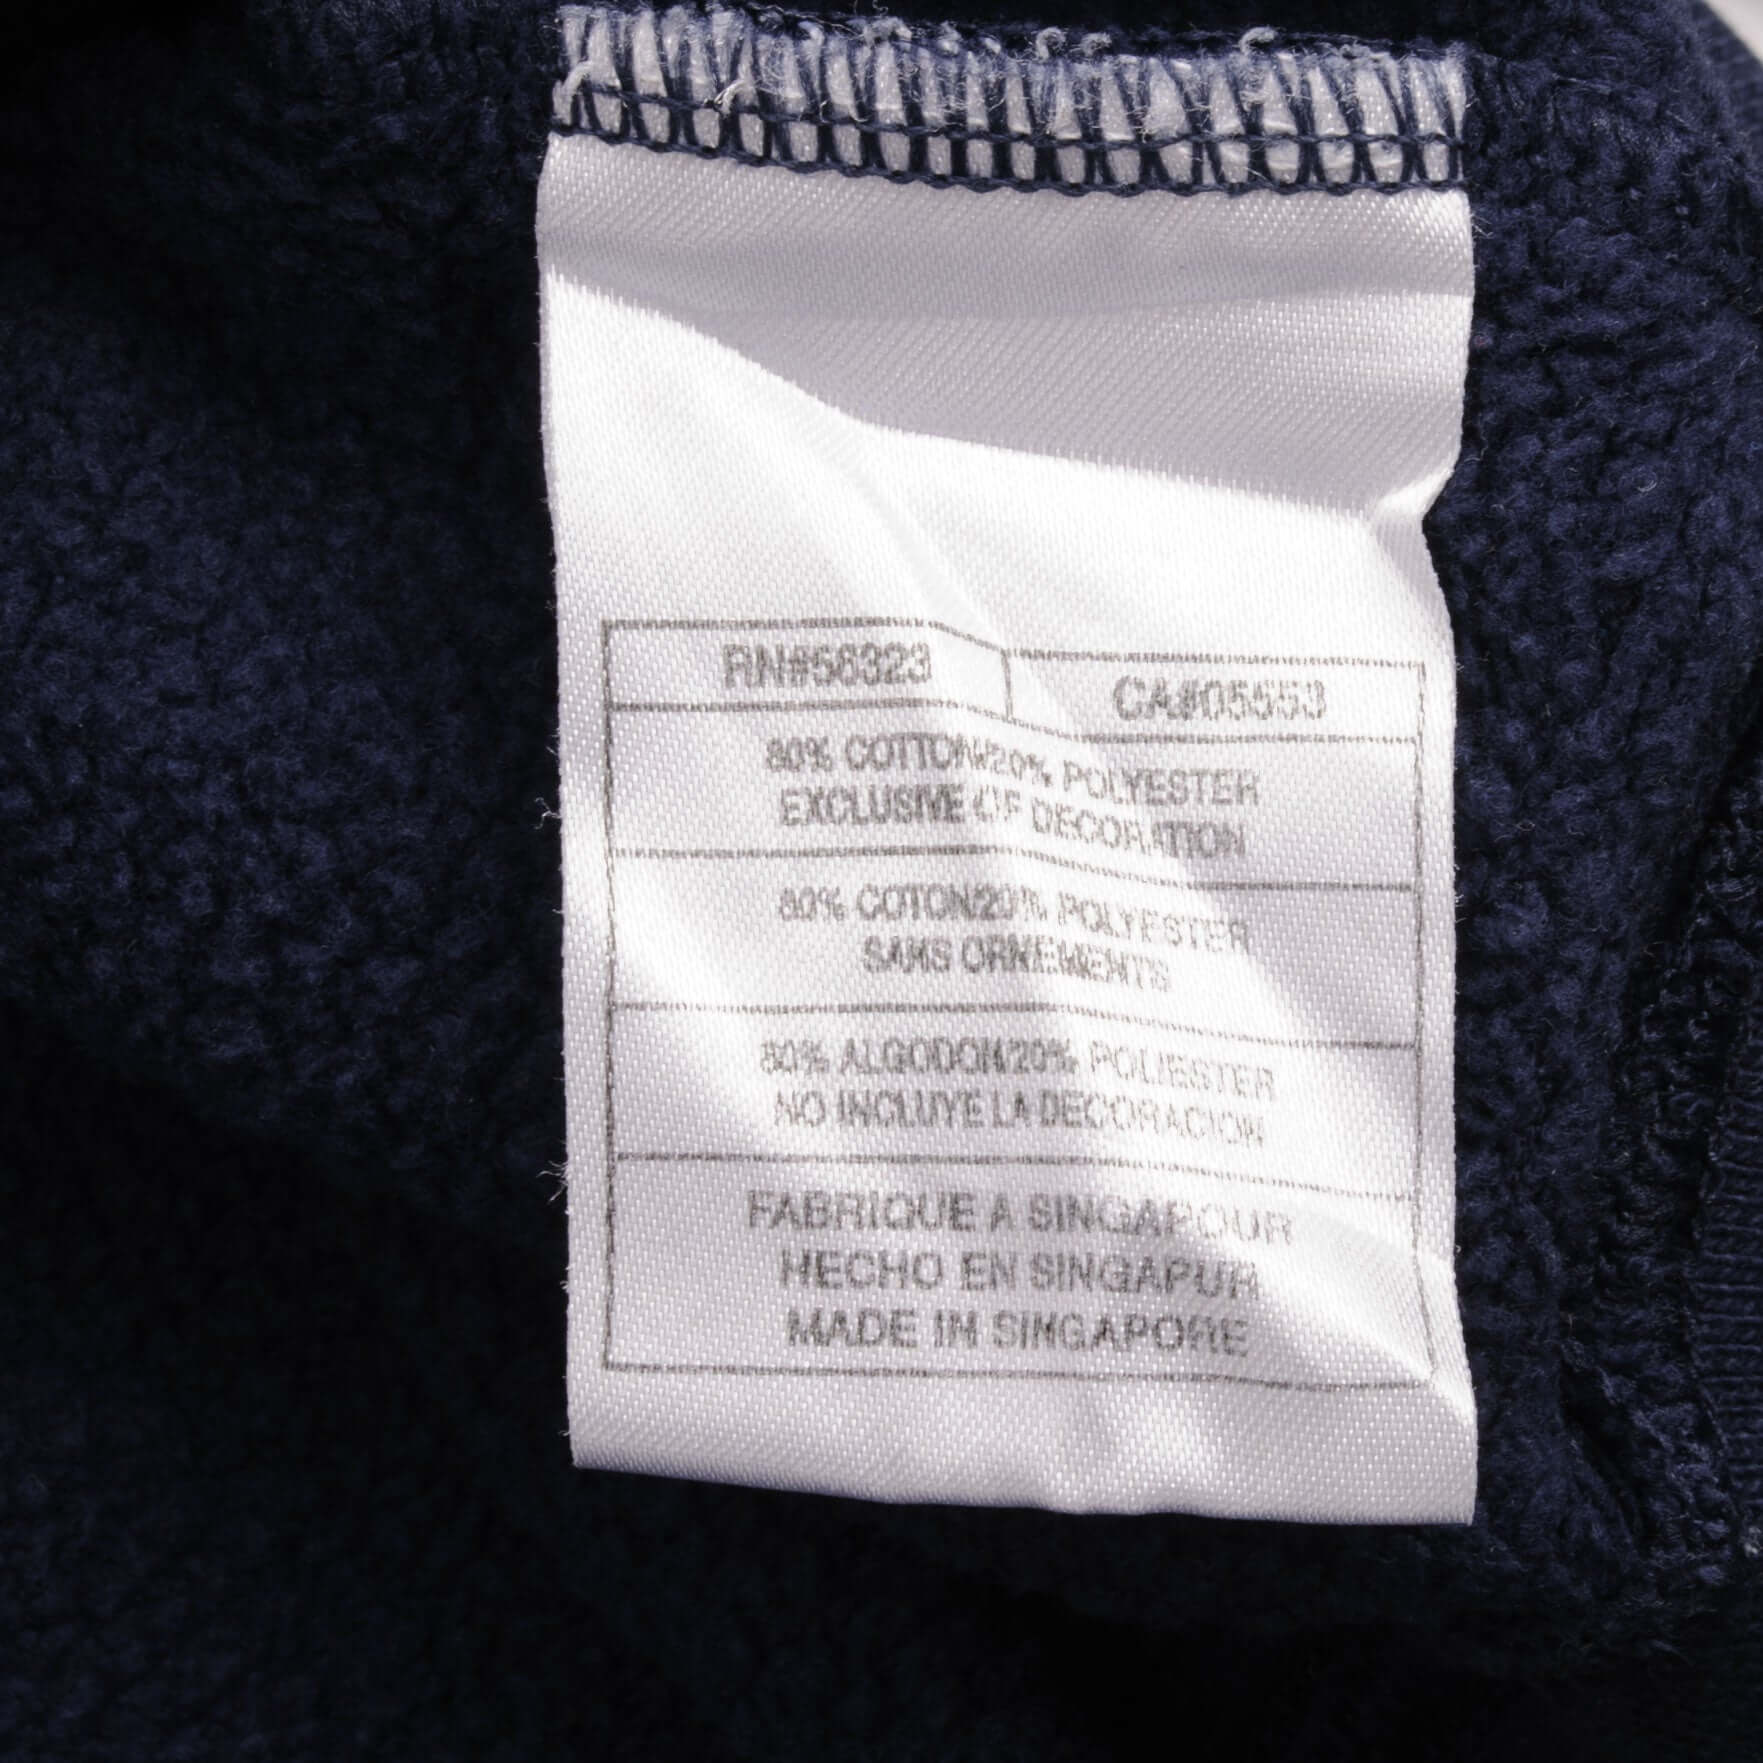 RN#56323
CA#05553
80% COTTON/20% POLYESTER
EXCLUSIVE OF DECORATION
80% COTON/20% POLYESTER
SANS ORNEMENTS
80% ALGODON/20% POLIESTER
NO INCLUYE LA DECORACION
FABRIQUE A SINGAPOUR
HECHO EN SINGAPUR
MADE IN SINGAPORE